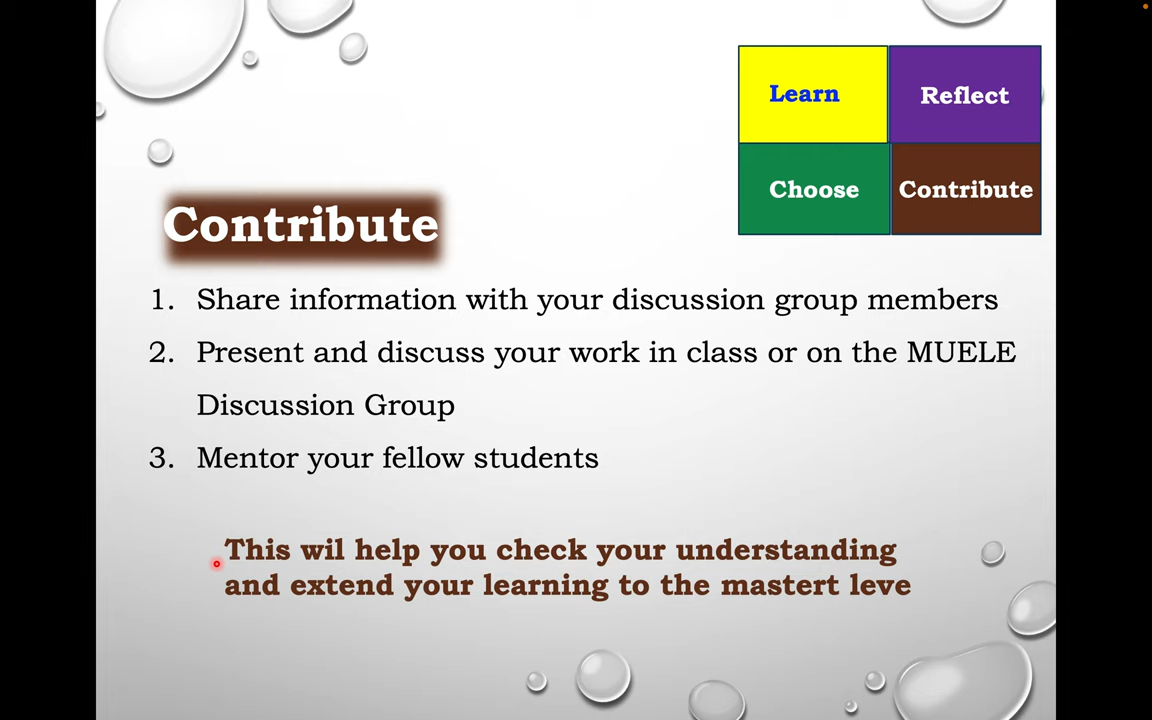 Learn
Reflect
Choose
Contribute
Contribute
1. Share information with your discussion group members
2. Present and discuss your work in class or on the MUELE
Discussion Group
3. Mentor your fellow students
This wil help you check your understanding
and extend your learning to the mastert leve